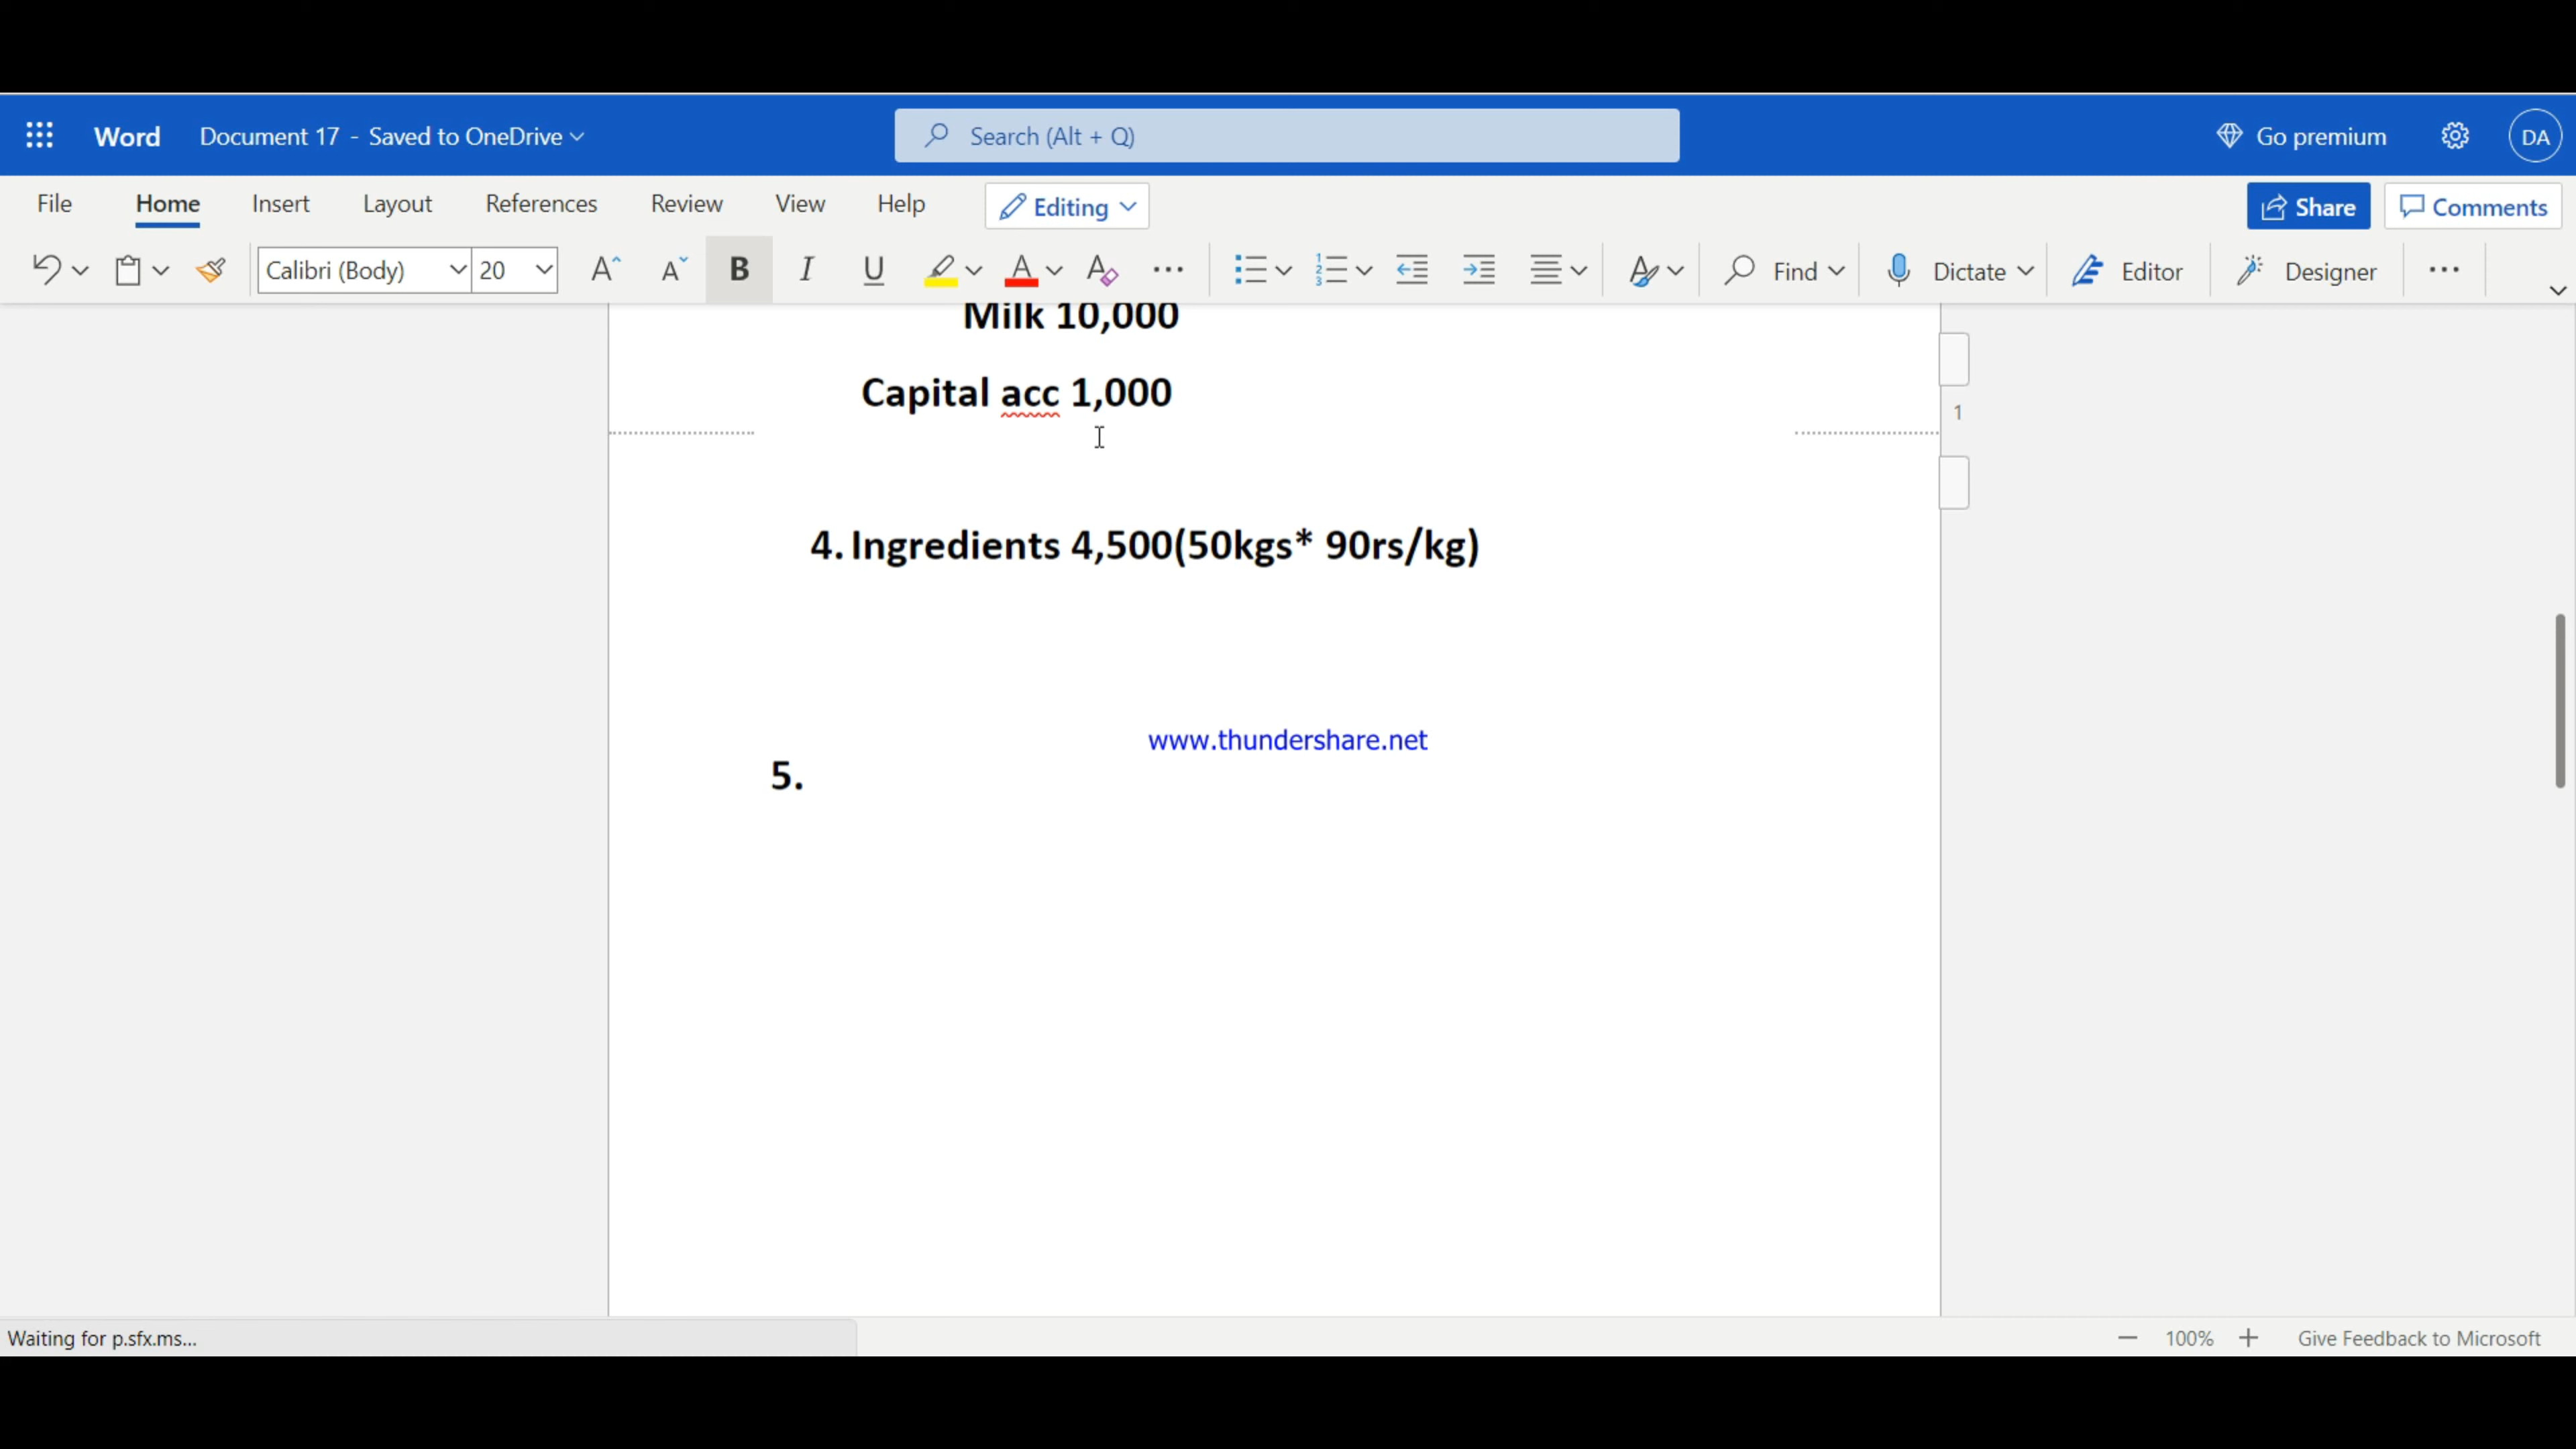 Word Document 17 - Saved to OneDrive Search (Alt + Q) Go premium DA
File Home Insert Layout References Review View Help Editing Share Comments
Calibri (Body) 20 A A B I U A A Find Dictate Editor Designer
Milk 10,000
Capital acc 1,000
1
4. Ingredients 4,500(50kgs* 90rs/kg)
www.thundershare.net
5.
Waiting for p.sfx.ms... 100% Give Feedback to Microsoft